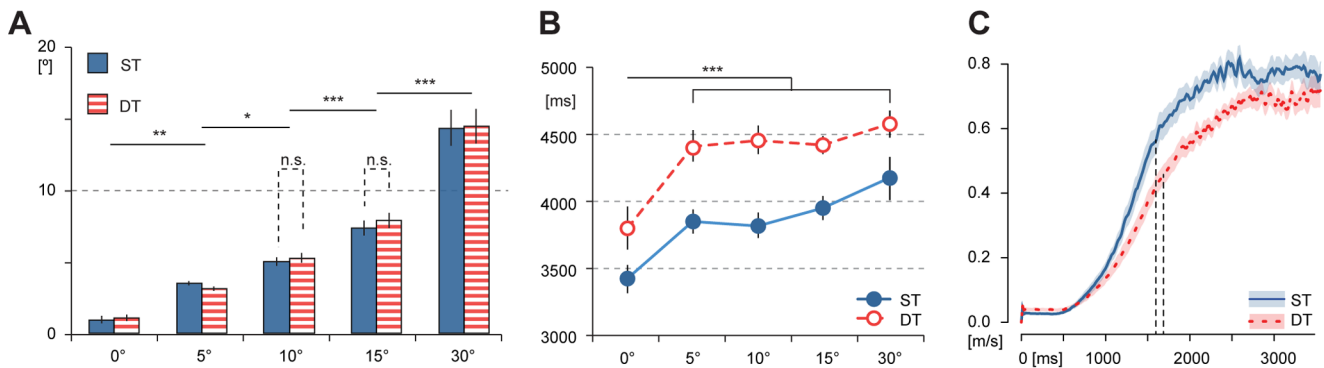 A
20
[º]
ST
DT
***
***
*
**
n.s.
n.s.
10
0
0° 5° 10° 15° 30°
B
5000
[ms]
***
4500
4000
3500
ST
DT
3000
0° 5° 10° 15° 30°
C
0.8
0.6
0.4
0.2
ST
0.0
DT
[m/s]
0 [ms] 1000 2000 3000